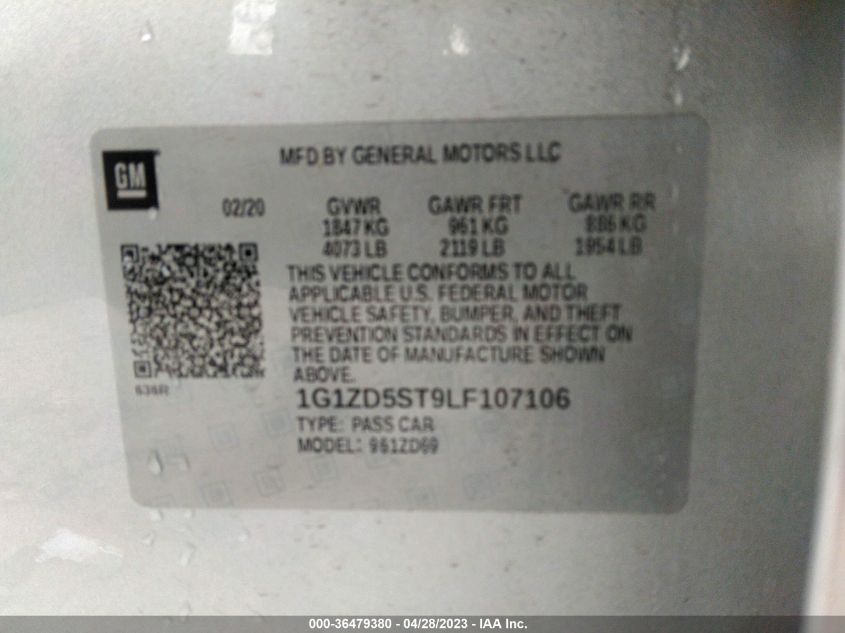 GM
MFD BY GENERAL MOTORS LLC
02/20 GVWR GAWR FRT GAWR RR
1847 KG 961 KG 886 KG
4073 LB 2119 LB 1954 LB
THIS VEHICLE CONFORMS TO ALL
APPLICABLE U.S. FEDERAL MOTOR
VEHICLE SAFETY, BUMPER, AND THEFT
PREVENTION STANDARDS IN EFFECT ON
THE DATE OF MANUFACTURE SHOWN
ABOVE.
636R
1G1ZD5ST9LF107106
TYPE: PASS CAR
MODEL: 961ZD69
000-36479380 - 04/28/2023 - IAA Inc.